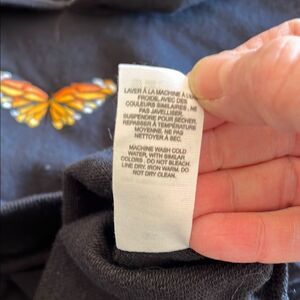 LAVER À LA MACHINE À L'EAU
FROIDE, AVEC DES
COULEURS SIMILAIRES , NE
PAS JAVELLISER,
SUSPENDRE POUR SÉCHER,
REPASSER À TEMPÉRATURE
MOYENNE, NE PAS
NETTOYER À SEC.
MACHINE WASH COLD
WATER, WITH SIMILAR
COLORS , DO NOT BLEACH.
LINE DRY. IRON WARM. DO
NOT DRY CLEAN.